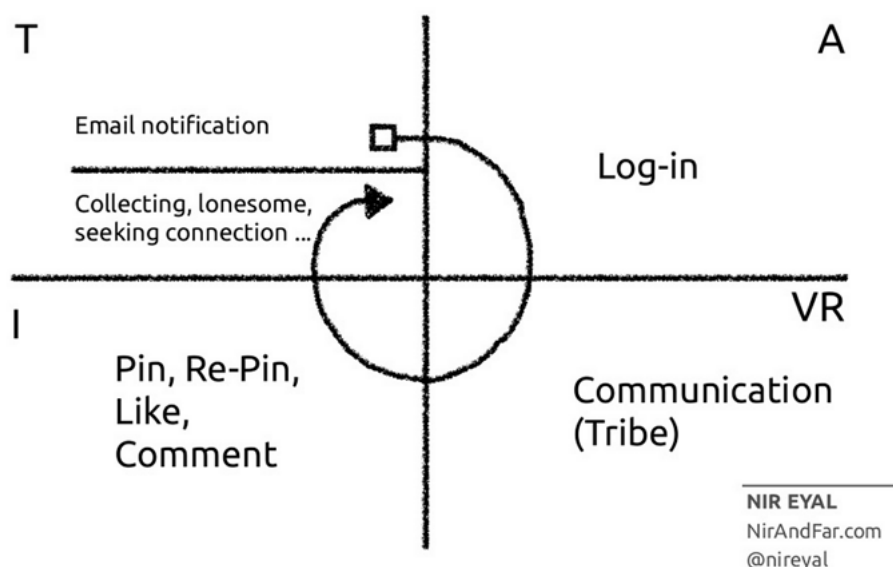 T
A
Email notification
Log-in
Collecting, lonesome,
seeking connection ...
I
VR
Pin, Re-Pin,
Like,
Comment
Communication
(Tribe)
NIR EYAL
NirAndFar.com
@nireyal